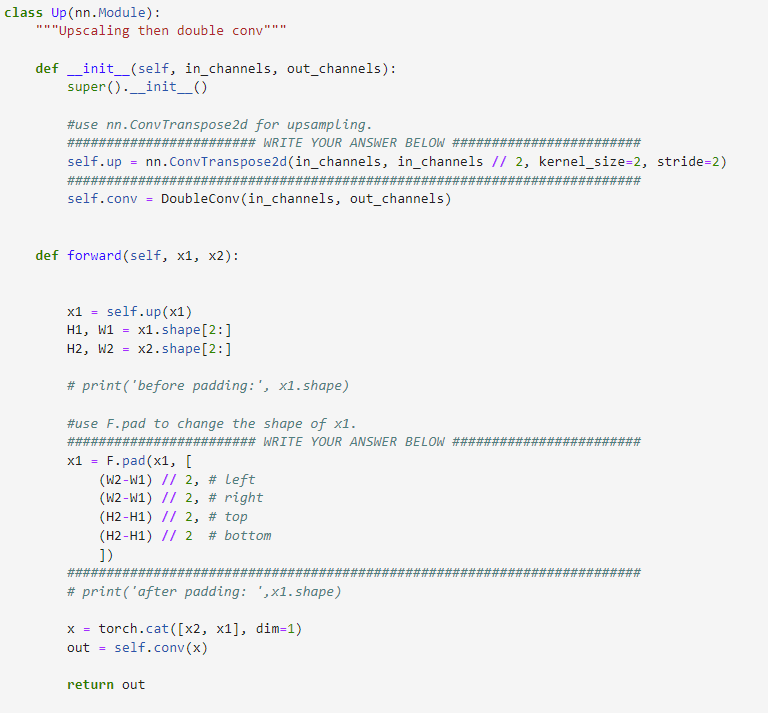 class Up(nn.Module):
    """Upscaling then double conv"""
    def __init__(self, in_channels, out_channels):
        super().__init__()
        #use nn.ConvTranspose2d for upsampling.
        ######################## WRITE YOUR ANSWER BELOW ########################
        self.up = nn.ConvTranspose2d(in_channels, in_channels // 2, kernel_size=2, stride=2)
        #########################################################################
        self.conv = DoubleConv(in_channels, out_channels)
    def forward(self, x1, x2):
        x1 = self.up(x1)
        H1, W1 = x1.shape[2:]
        H2, W2 = x2.shape[2:]
        # print('before padding:', x1.shape)
        #use F.pad to change the shape of x1.
        ######################## WRITE YOUR ANSWER BELOW ########################
        x1 = F.pad(x1, [
            (W2-W1) // 2, # left
            (W2-W1) // 2, # right
            (H2-H1) // 2, # top
            (H2-H1) // 2  # bottom
            ])
        #########################################################################
        # print('after padding: ',x1.shape)
        x = torch.cat([x2, x1], dim=1)
        out = self.conv(x)
        return out